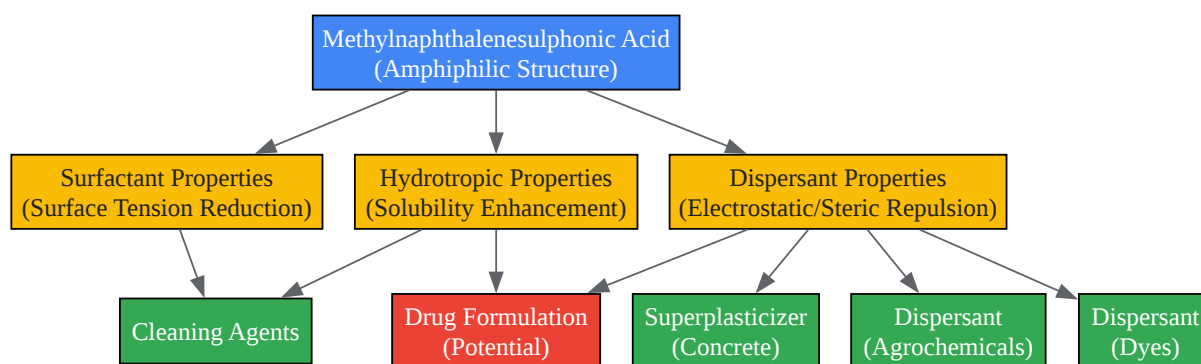 Methylnaphthalenesulphonic Acid
(Amphiphilic Structure)
Surfactant Properties
(Surface Tension Reduction)
Hydrotropic Properties
(Solubility Enhancement)
Dispersant Properties
(Electrostatic/Steric Repulsion)
Cleaning Agents
Drug Formulation
(Potential)
Superplasticizer
(Concrete)
Dispersant
(Agrochemicals)
Dispersant
(Dyes)